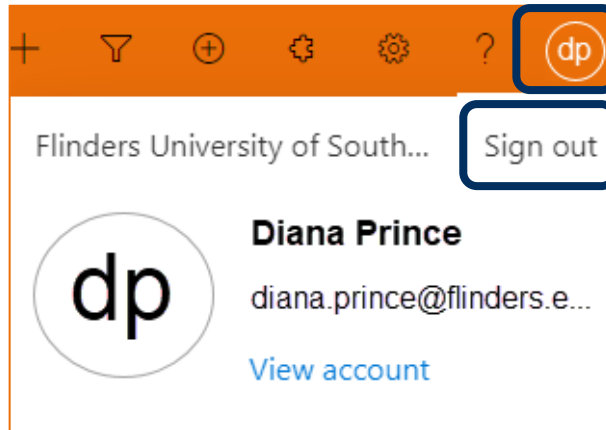 + ? dp
Flinders University of South... Sign out
dp
Diana Prince
diana.prince@flinders.e...
View account